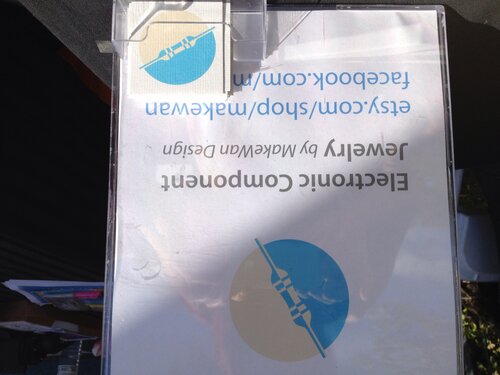 Electronic Component
Jewelry by MakeWan Design
etsy.com/shop/makewan
facebook.com/m